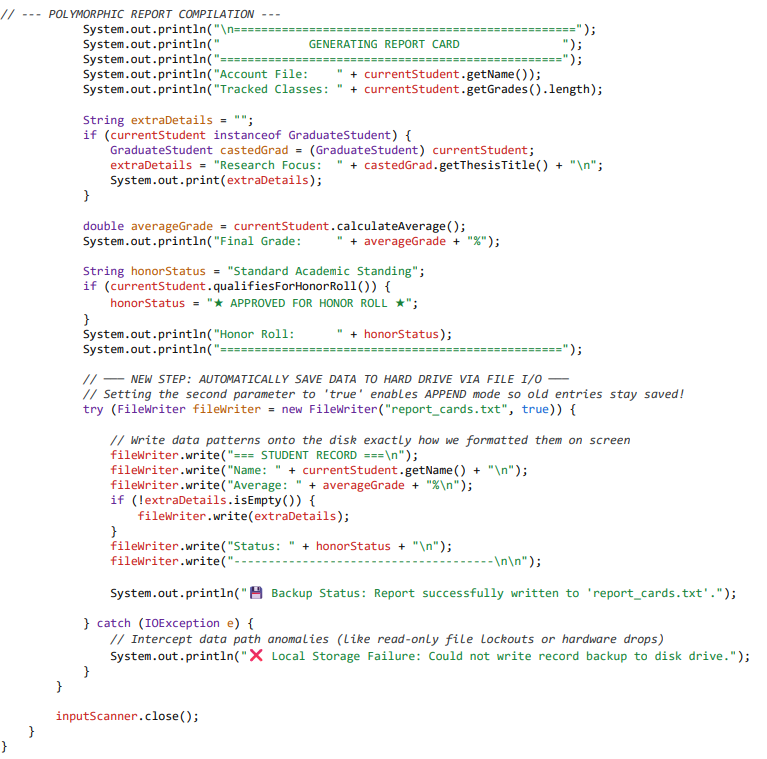 // --- POLYMORPHIC REPORT COMPILATION ---
            System.out.println("\n==================================================");
            System.out.println("             GENERATING REPORT CARD               ");
            System.out.println("==================================================");
            System.out.println("Account File:    " + currentStudent.getName());
            System.out.println("Tracked Classes: " + currentStudent.getGrades().length);

            String extraDetails = "";
            if (currentStudent instanceof GraduateStudent) {
                GraduateStudent castedGrad = (GraduateStudent) currentStudent;
                extraDetails = "Research Focus:  " + castedGrad.getThesisTitle() + "\n";
                System.out.print(extraDetails);
            }

            double averageGrade = currentStudent.calculateAverage();
            System.out.println("Final Grade:     " + averageGrade + "%");

            String honorStatus = "Standard Academic Standing";
            if (currentStudent.qualifiesForHonorRoll()) {
                honorStatus = "★ APPROVED FOR HONOR ROLL ★";
            }
            System.out.println("Honor Roll:      " + honorStatus);
            System.out.println("==================================================");

            // ─── NEW STEP: AUTOMATICALLY SAVE DATA TO HARD DRIVE VIA FILE I/O ───
            // Setting the second parameter to 'true' enables APPEND mode so old entries stay saved!
            try (FileWriter fileWriter = new FileWriter("report_cards.txt", true)) {

                // Write data patterns onto the disk exactly how we formatted them on screen
                fileWriter.write("=== STUDENT RECORD ===\n");
                fileWriter.write("Name: " + currentStudent.getName() + "\n");
                fileWriter.write("Average: " + averageGrade + "%\n");
                if (!extraDetails.isEmpty()) {
                    fileWriter.write(extraDetails);
                }
                fileWriter.write("Status: " + honorStatus + "\n");
                fileWriter.write("--------------------------------------\n\n");

                System.out.println("💾 Backup Status: Report successfully written to 'report_cards.txt'.");

            } catch (IOException e) {
                // Intercept data path anomalies (like read-only file lockouts or hardware drops)
                System.out.println("❌ Local Storage Failure: Could not write record backup to disk drive.");
            }
        }

        inputScanner.close();
    }
}